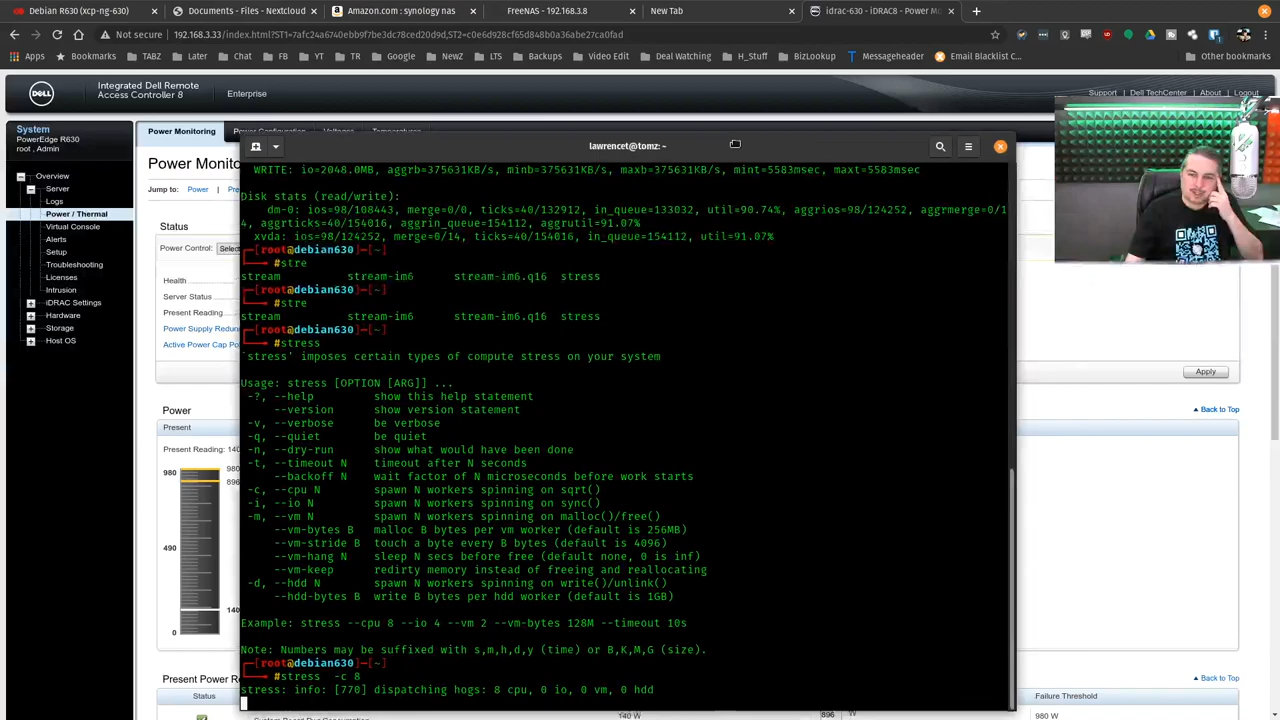 Debian R630 (xcp-ng-630)
Documents - Files - Nextcloud
Amazon.com : synology nas
FreeNAS - 192.168.3.8
New Tab
idrac-630 - iDRAC8 - Power Mo
Not secure
192.168.3.33/index.html?ST1=7afc24a6740ebb9f7be3dc78ced20d9d,ST2=c0e6d928cf65d848b0a36abe27ca0fad
Apps
Bookmarks
TABZ
Later
Chat
FB
YT
TR
Google
NewZ
LTS
Backups
Video Edit
Deal Watching
H_Stuff
BizLookup
Messageheader
Email Blacklist C...
Other bookmarks
DELL
Integrated Dell Remote
Access Controller 8
Enterprise
Support | Dell TechCenter | About | Logout
System
PowerEdge R630
root , Admin
Overview
Server
Logs
Power / Thermal
Virtual Console
Alerts
Setup
Troubleshooting
Licenses
Intrusion
iDRAC Settings
Hardware
Storage
Host OS
Power Monitoring
Power Configuration
Voltages
Temperatures
Power Monito
Jump to: Power | Pre
Status
Power Control: Selec
Health
Server Status
Present Reading
Power Supply Redun
Active Power Cap Po
Apply
Power
Back to Top
Present
Present Reading: 140
980
896
490
140
0
Present Power R
Back to Top
Status
Failure Threshold
140 W
896 W
980 W
lawrencet@tomz:~
WRITE: io=2048.0MB, aggrb=375631KB/s, minb=375631KB/s, maxb=375631KB/s, mint=5583msec, maxt=5583msec
Disk stats (read/write):
dm-0: ios=98/108443, merge=0/0, ticks=40/132912, in_queue=133032, util=90.74%, aggrios=98/124252, aggrmerge=0/1
4, aggrticks=40/154016, aggrin_queue=154112, aggrutil=91.07%
xvda: ios=98/124252, merge=0/14, ticks=40/154016, in_queue=154112, util=91.07%
[root@debian630]─[~]
#stre
stream stream-im6 stream-im6.q16 stress
[root@debian630]─[~]
#stre
stream stream-im6 stream-im6.q16 stress
[root@debian630]─[~]
#stress
`stress' imposes certain types of compute stress on your system
Usage: stress [OPTION [ARG]] ...
-?, --help show this help statement
--version show version statement
-v, --verbose be verbose
-q, --quiet be quiet
-n, --dry-run show what would have been done
-t, --timeout N timeout after N seconds
--backoff N wait factor of N microseconds before work starts
-c, --cpu N spawn N workers spinning on sqrt()
-i, --io N spawn N workers spinning on sync()
-m, --vm N spawn N workers spinning on malloc()/free()
--vm-bytes B malloc B bytes per vm worker (default is 256MB)
--vm-stride B touch a byte every B bytes (default is 4096)
--vm-hang N sleep N secs before free (default none, 0 is inf)
--vm-keep redirty memory instead of freeing and reallocating
-d, --hdd N spawn N workers spinning on write()/unlink()
--hdd-bytes B write B bytes per hdd worker (default is 1GB)
Example: stress --cpu 8 --io 4 --vm 2 --vm-bytes 128M --timeout 10s
Note: Numbers may be suffixed with s,m,h,d,y (time) or B,K,M,G (size).
[root@debian630]─[~]
#stress -c 8
stress: info: [770] dispatching hogs: 8 cpu, 0 io, 0 vm, 0 hdd